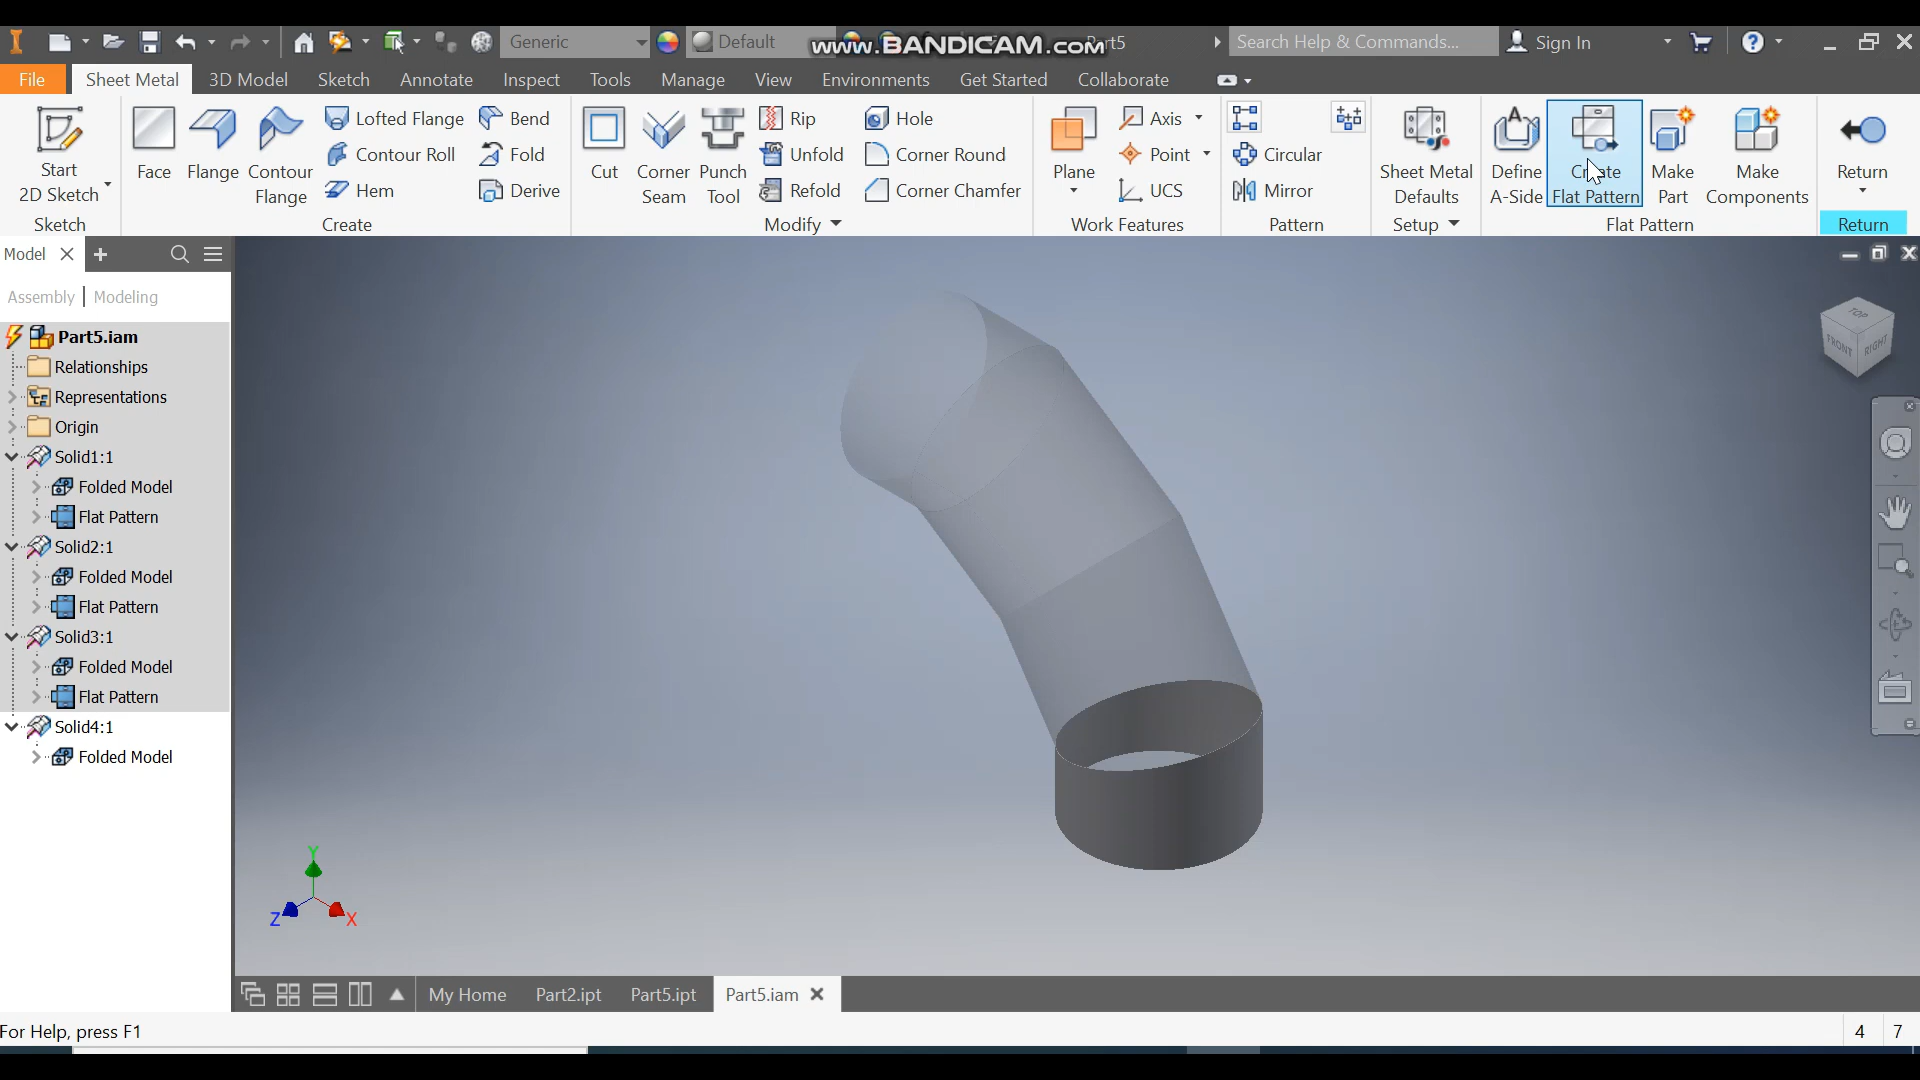 Generic
Default
www.BANDICAM.com
Part5
Search Help & Commands...
Sign In
File
Sheet Metal
3D Model
Sketch
Annotate
Inspect
Tools
Manage
View
Environments
Get Started
Collaborate
Start
2D Sketch
Face
Flange
Contour
Flange
Lofted Flange
Contour Roll
Hem
Bend
Fold
Derive
Cut
Corner
Seam
Punch
Tool
Rip
Unfold
Refold
Hole
Corner Round
Corner Chamfer
Plane
Axis
Point
UCS
Circular
Mirror
Sheet Metal
Defaults
Define
A-Side
Create
Flat Pattern
Make
Part
Make
Components
Return
Sketch
Create
Modify
Work Features
Pattern
Setup
Flat Pattern
Return
Model
Assembly
Modeling
Part5.iam
Relationships
Representations
Origin
Solid1:1
Folded Model
Flat Pattern
Solid2:1
Folded Model
Flat Pattern
Solid3:1
Folded Model
Flat Pattern
Solid4:1
Folded Model
TOP
FRONT
RIGHT
Y
Z
X
My Home
Part2.ipt
Part5.ipt
Part5.iam
For Help, press F1
4
7